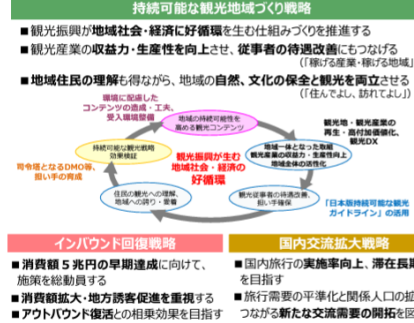 持続可能な観光地域づくり戦略
■観光振興が地域社会・経済に好循環を生む仕組みづくりを推進する
■観光産業の収益力・生産性を向上させ、従事者の待遇改善にもつなげる
(「稼げる産業・稼げる地域」)
■地域住民の理解も得ながら、地域の自然、文化の保全と観光を両立させる
(「住んでよし、訪れてよし」)
環境に配慮した
コンテンツの造成・工夫、
受入環境整備
地域の持続可能性を
高める観光コンテンツ
観光地・観光産業の
再生・高付加価値化、
観光DX
持続可能な観光戦略
効果検証
観光振興が生む
地域社会・経済の
好循環
地域一体となった取組
観光産業の収益力・生産性向上
地域全体の活性化
司令塔となるDMO等、
担い手の育成
住民の観光への理解、
地域への誇り・愛着
観光従事者の待遇改善、
担い手確保
「日本版持続可能な観光
ガイドライン」の活用
インバウンド回復戦略
国内交流拡大戦略
■消費額5兆円の早期達成に向けて、
施策を総動員する
■消費額拡大・地方誘客促進を重視する
■アウトバウンド復活との相乗効果を目指す
■国内旅行の実施率向上、滞在長期
を目指す
■旅行需要の平準化と関係人口の拡
つながる新たな交流需要の開拓を図